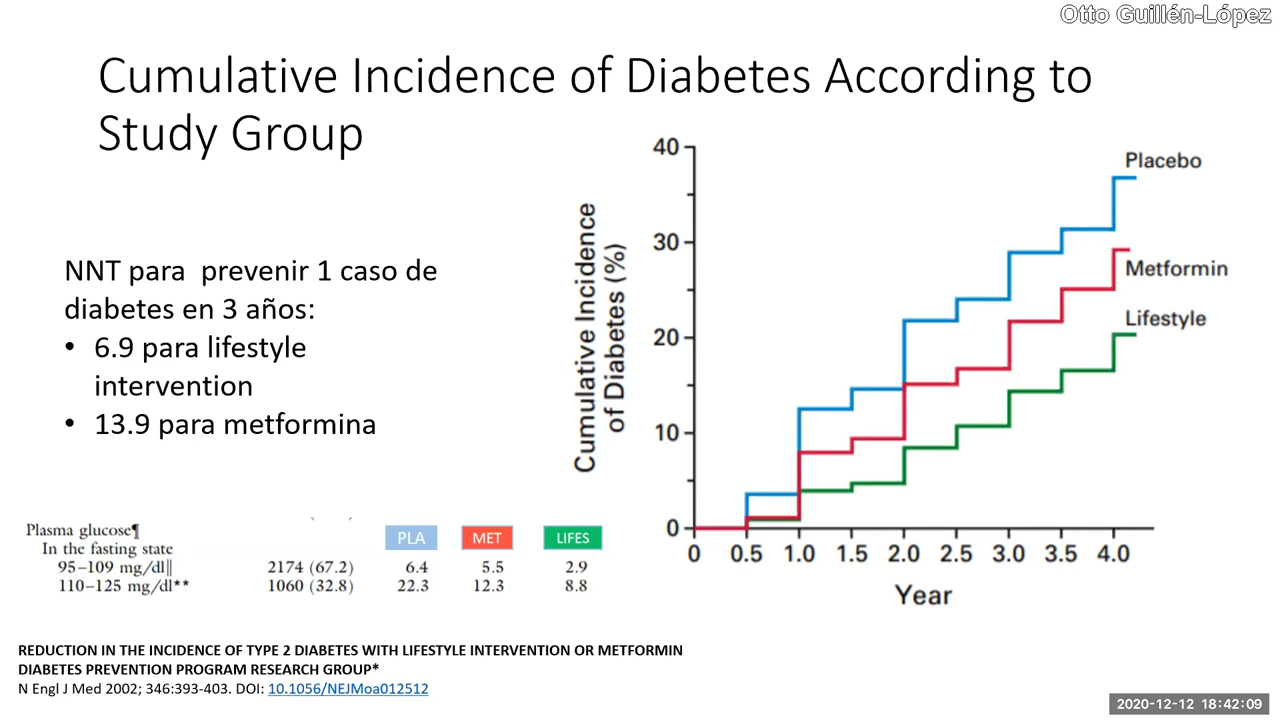 Otto Guillén-López
Cumulative Incidence of Diabetes According to
Study Group
NNT para prevenir 1 caso de
diabetes en 3 años:
• 6.9 para lifestyle
intervention
• 13.9 para metformina
Cumulative Incidence
of Diabetes (%)
40
30
20
10
0
Placebo
Metformin
Lifestyle
0 0.5 1.0 1.5 2.0 2.5 3.0 3.5 4.0
Year
PLA MET LIFES
Plasma glucose¶
In the fasting state
95–109 mg/dl‖ 2174 (67.2) 6.4 5.5 2.9
110–125 mg/dl** 1060 (32.8) 22.3 12.3 8.8
REDUCTION IN THE INCIDENCE OF TYPE 2 DIABETES WITH LIFESTYLE INTERVENTION OR METFORMIN
DIABETES PREVENTION PROGRAM RESEARCH GROUP*
N Engl J Med 2002; 346:393-403. DOI: 10.1056/NEJMoa012512
2020-12-12 18:42:09